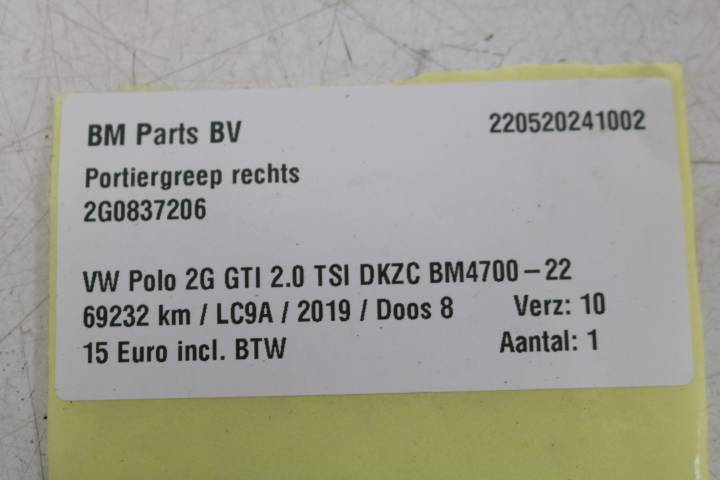 BM Parts BV 220520241002
Portiergreep rechts
2G0837206
VW Polo 2G GTI 2.0 TSI DKZC BM4700-22
69232 km / LC9A / 2019 / Doos 8 Verz: 10
15 Euro incl. BTW Aantal: 1